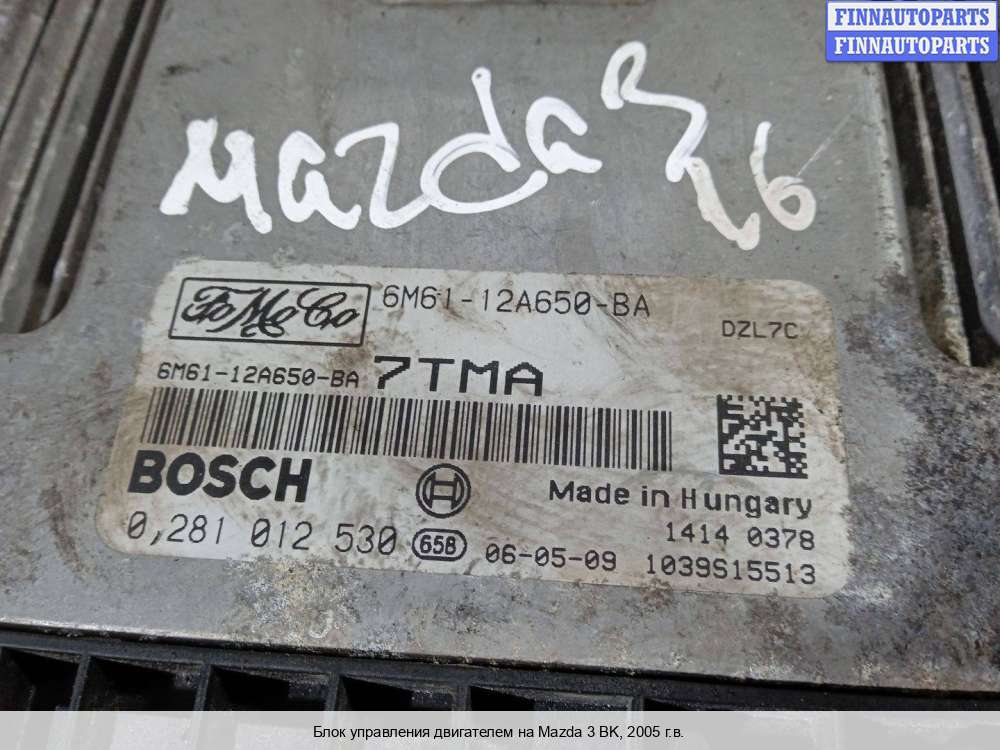 FINNAUTOPARTS
FINNAUTOPARTS
Mazda 3
1.6
FoMoCo
6M61-12A650-BA
DZL7C
6M61-12A650-BA 7TMA
BOSCH
Made in Hungary
0,281 012 530 658 06-05-09
1414 0378
1039S15513
Блок управления двигателем на Mazda 3 BK, 2005 г.в.